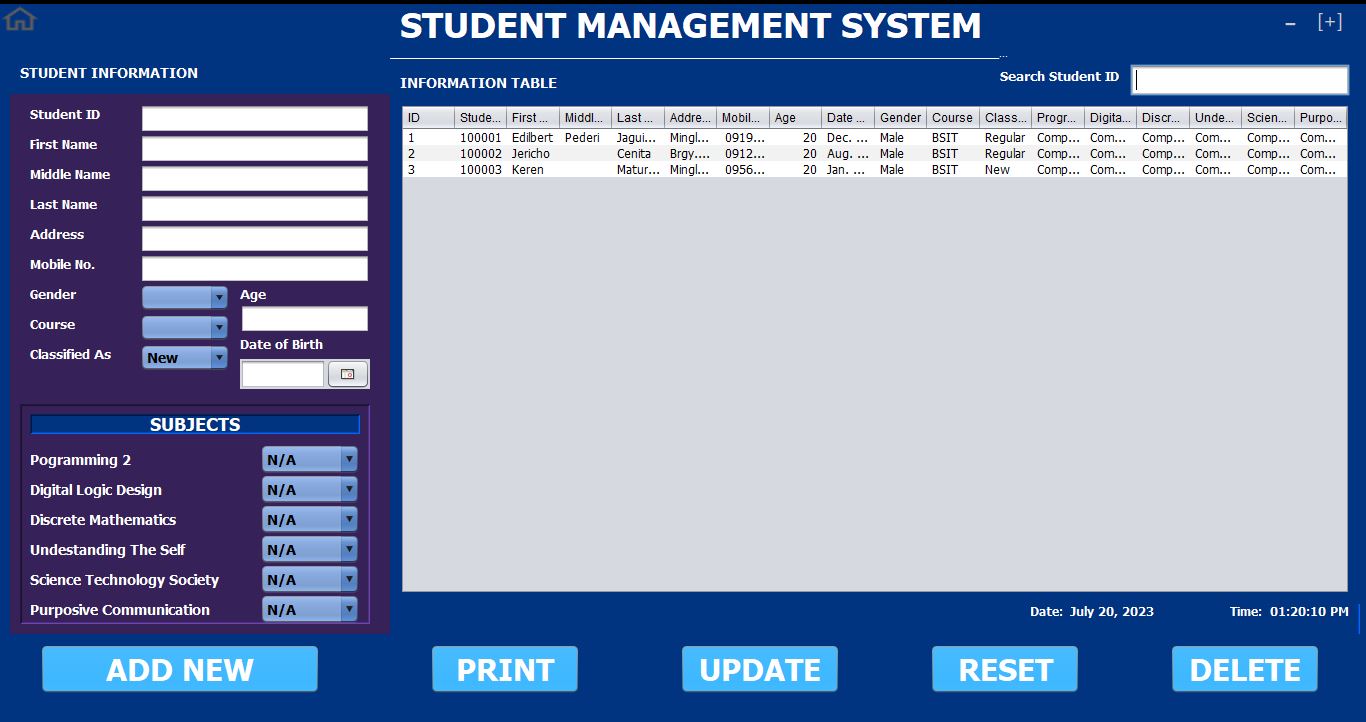 STUDENT MANAGEMENT SYSTEM
– [+]
...
STUDENT INFORMATION
INFORMATION TABLE
Search Student ID
Student ID
First Name
Middle Name
Last Name
Address
Mobile No.
Gender
Age
Course
Date of Birth
Classified As New
SUBJECTS
Pogramming 2 N/A
Digital Logic Design N/A
Discrete Mathematics N/A
Undestanding The Self N/A
Science Technology Society N/A
Purposive Communication N/A
ID Stude... First ... Middl... Last ... Addre... Mobil... Age Date ... Gender Course Class... Progr... Digita... Discr... Unde... Scien... Purpo...
1 100001 Edilbert Pederi Jagui... Mingl... 0919... 20 Dec. ... Male BSIT Regular Comp... Com... Comp... Com... Comp... Com...
2 100002 Jericho Cenita Brgy.... 0912... 20 Aug. ... Male BSIT Regular Comp... Com... Comp... Com... Comp... Com...
3 100003 Keren Matur... Mingl... 0956... 20 Jan. ... Male BSIT New Comp... Com... Comp... Com... Comp... Com...
Date: July 20, 2023 Time: 01:20:10 PM
ADD NEW PRINT UPDATE RESET DELETE